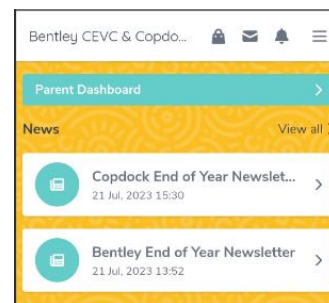 Bentley CEVC & Copdo...
Parent Dashboard
News
View all
Copdock End of Year Newslet...
21 Jul, 2023 15:30
Bentley End of Year Newsletter
21 Jul, 2023 13:52